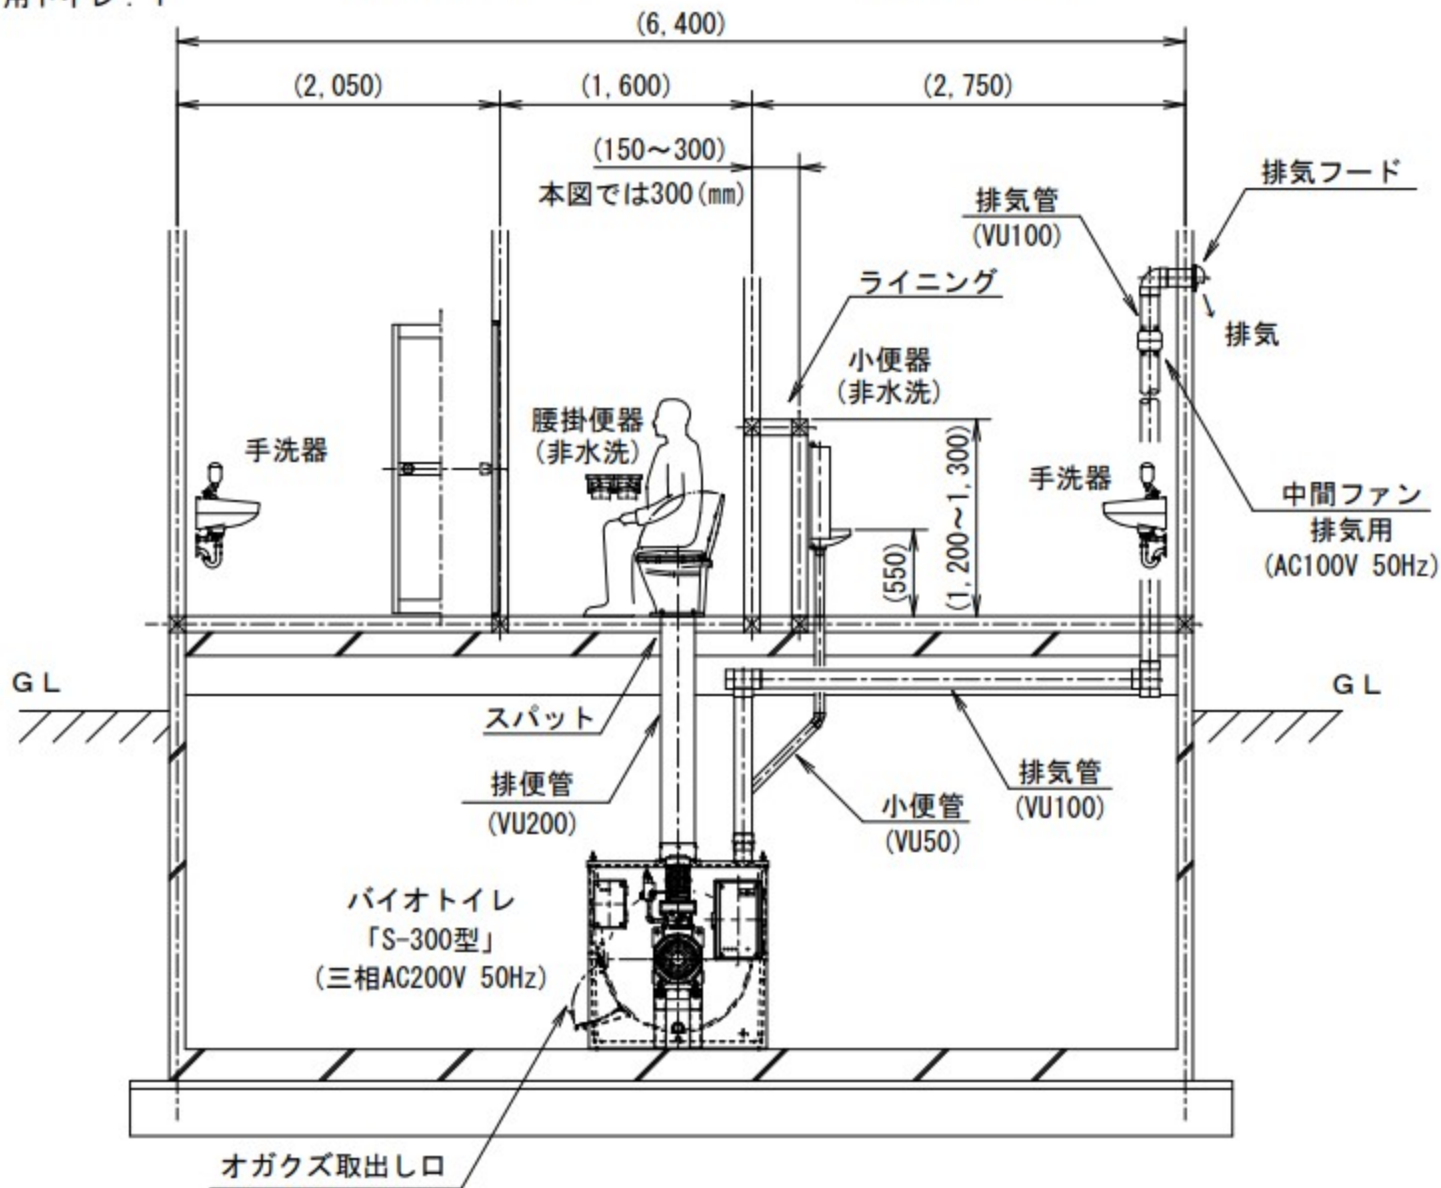 (6,400)
(2,050)
(1,600)
(2,750)
(150～300)
本図では300(㎜)
排気フード
排気管
(VU100)
ライニング
排気
小便器
(非水洗)
腰掛便器
(非水洗)
手洗器
手洗器
(1,200～1,300)
(550)
中間ファン
排気用
(AC100V 50Hz)
GL
GL
スパット
排便管
(VU200)
排気管
(VU100)
小便管
(VU50)
バイオトイレ
「S-300型」
(三相AC200V 50Hz)
オガクズ取出し口